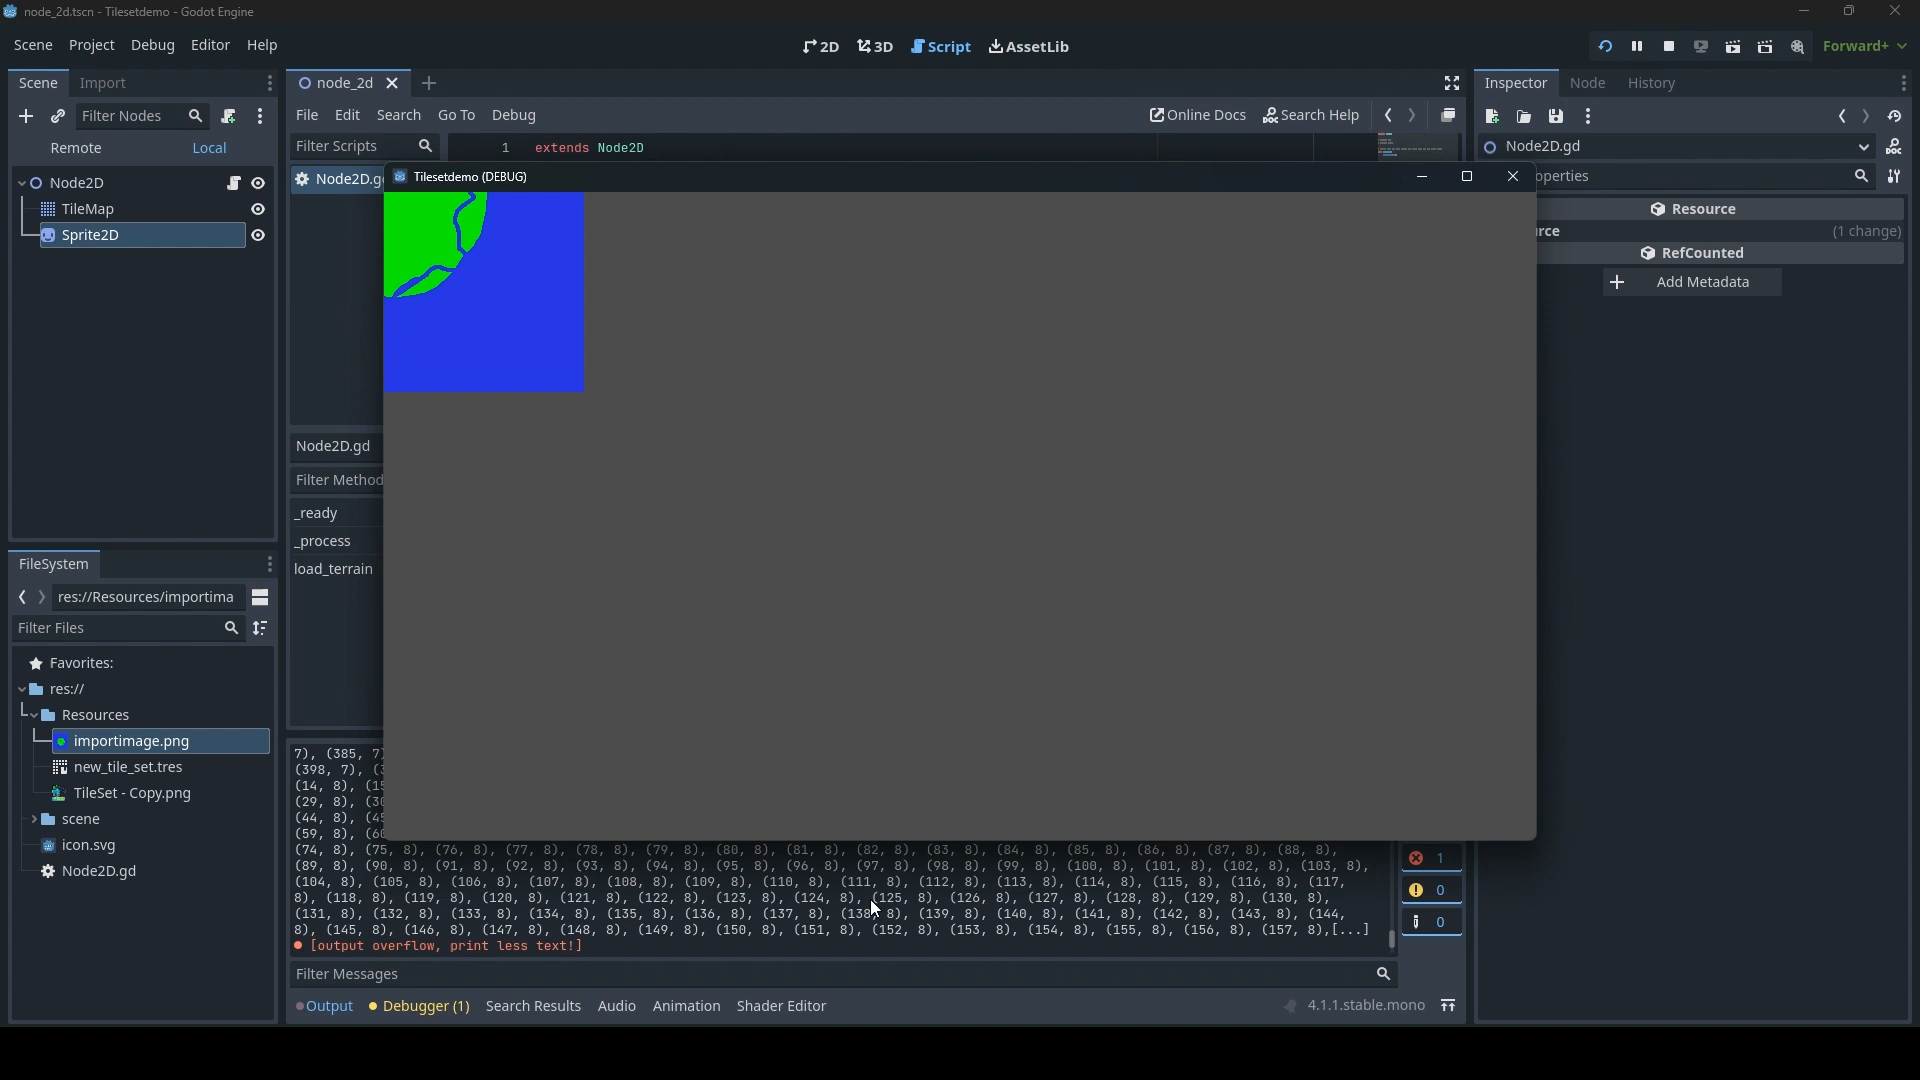 node_2d.tscn - Tilesetdemo - Godot Engine
Scene Project Debug Editor Help
2D 3D Script AssetLib
Forward+
Scene Import
node_2d
Inspector Node History
Filter Nodes
File Edit Search Go To Debug
Online Docs Search Help
Remote Local
Filter Scripts
1 extends Node2D
Node2D.gd
Node2D
TileMap
Sprite2D
Node2D.g
Tilesetdemo (DEBUG)
operties
Resource
rce (1 change)
RefCounted
Add Metadata
Node2D.gd
Filter Method
_ready
_process
load_terrain
FileSystem
res://Resources/importima
Filter Files
Favorites:
res://
Resources
importimage.png
new_tile_set.tres
TileSet - Copy.png
scene
icon.svg
Node2D.gd
7), (385, 7)
(398, 7), (
(14, 8), (15
(29, 8), (30
(44, 8), (45
(59, 8), (60
(74, 8), (75, 8), (76, 8), (77, 8), (78, 8), (79, 8), (80, 8), (81, 8), (82, 8), (83, 8), (84, 8), (85, 8), (86, 8), (87, 8), (88, 8),
(89, 8), (90, 8), (91, 8), (92, 8), (93, 8), (94, 8), (95, 8), (96, 8), (97, 8), (98, 8), (99, 8), (100, 8), (101, 8), (102, 8), (103, 8),
(104, 8), (105, 8), (106, 8), (107, 8), (108, 8), (109, 8), (110, 8), (111, 8), (112, 8), (113, 8), (114, 8), (115, 8), (116, 8), (117,
8), (118, 8), (119, 8), (120, 8), (121, 8), (122, 8), (123, 8), (124, 8), (125, 8), (126, 8), (127, 8), (128, 8), (129, 8), (130, 8),
(131, 8), (132, 8), (133, 8), (134, 8), (135, 8), (136, 8), (137, 8), (138, 8), (139, 8), (140, 8), (141, 8), (142, 8), (143, 8), (144,
8), (145, 8), (146, 8), (147, 8), (148, 8), (149, 8), (150, 8), (151, 8), (152, 8), (153, 8), (154, 8), (155, 8), (156, 8), (157, 8),[...]
[output overflow, print less text!]
1
0
0
Filter Messages
Output Debugger (1) Search Results Audio Animation Shader Editor
4.1.1.stable.mono